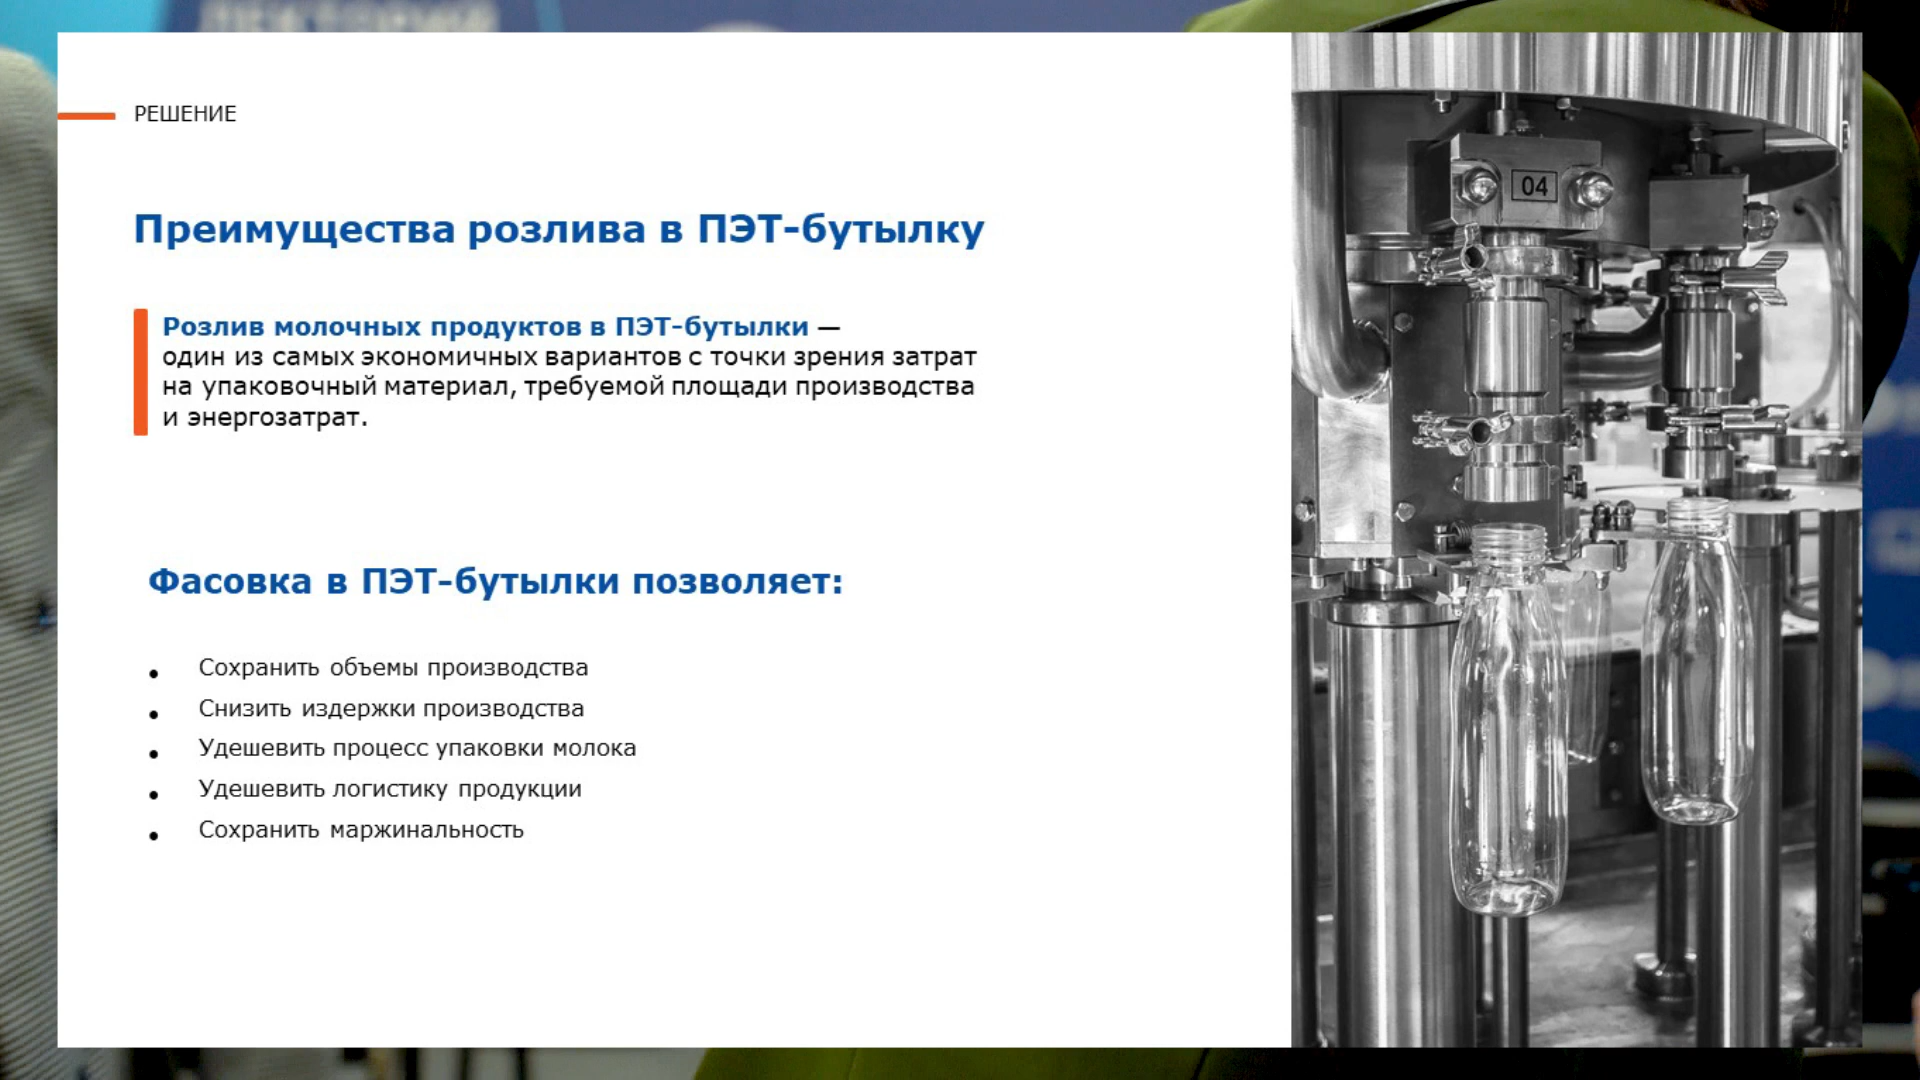 ЛЕКТОРИЙ
РЕШЕНИЕ
Преимущества розлива в ПЭТ-бутылку
Розлив молочных продуктов в ПЭТ-бутылки —
один из самых экономичных вариантов с точки зрения затрат
на упаковочный материал, требуемой площади производства
и энергозатрат.
Фасовка в ПЭТ-бутылки позволяет:
• Сохранить объемы производства
• Снизить издержки производства
• Удешевить процесс упаковки молока
• Удешевить логистику продукции
• Сохранить маржинальность
04